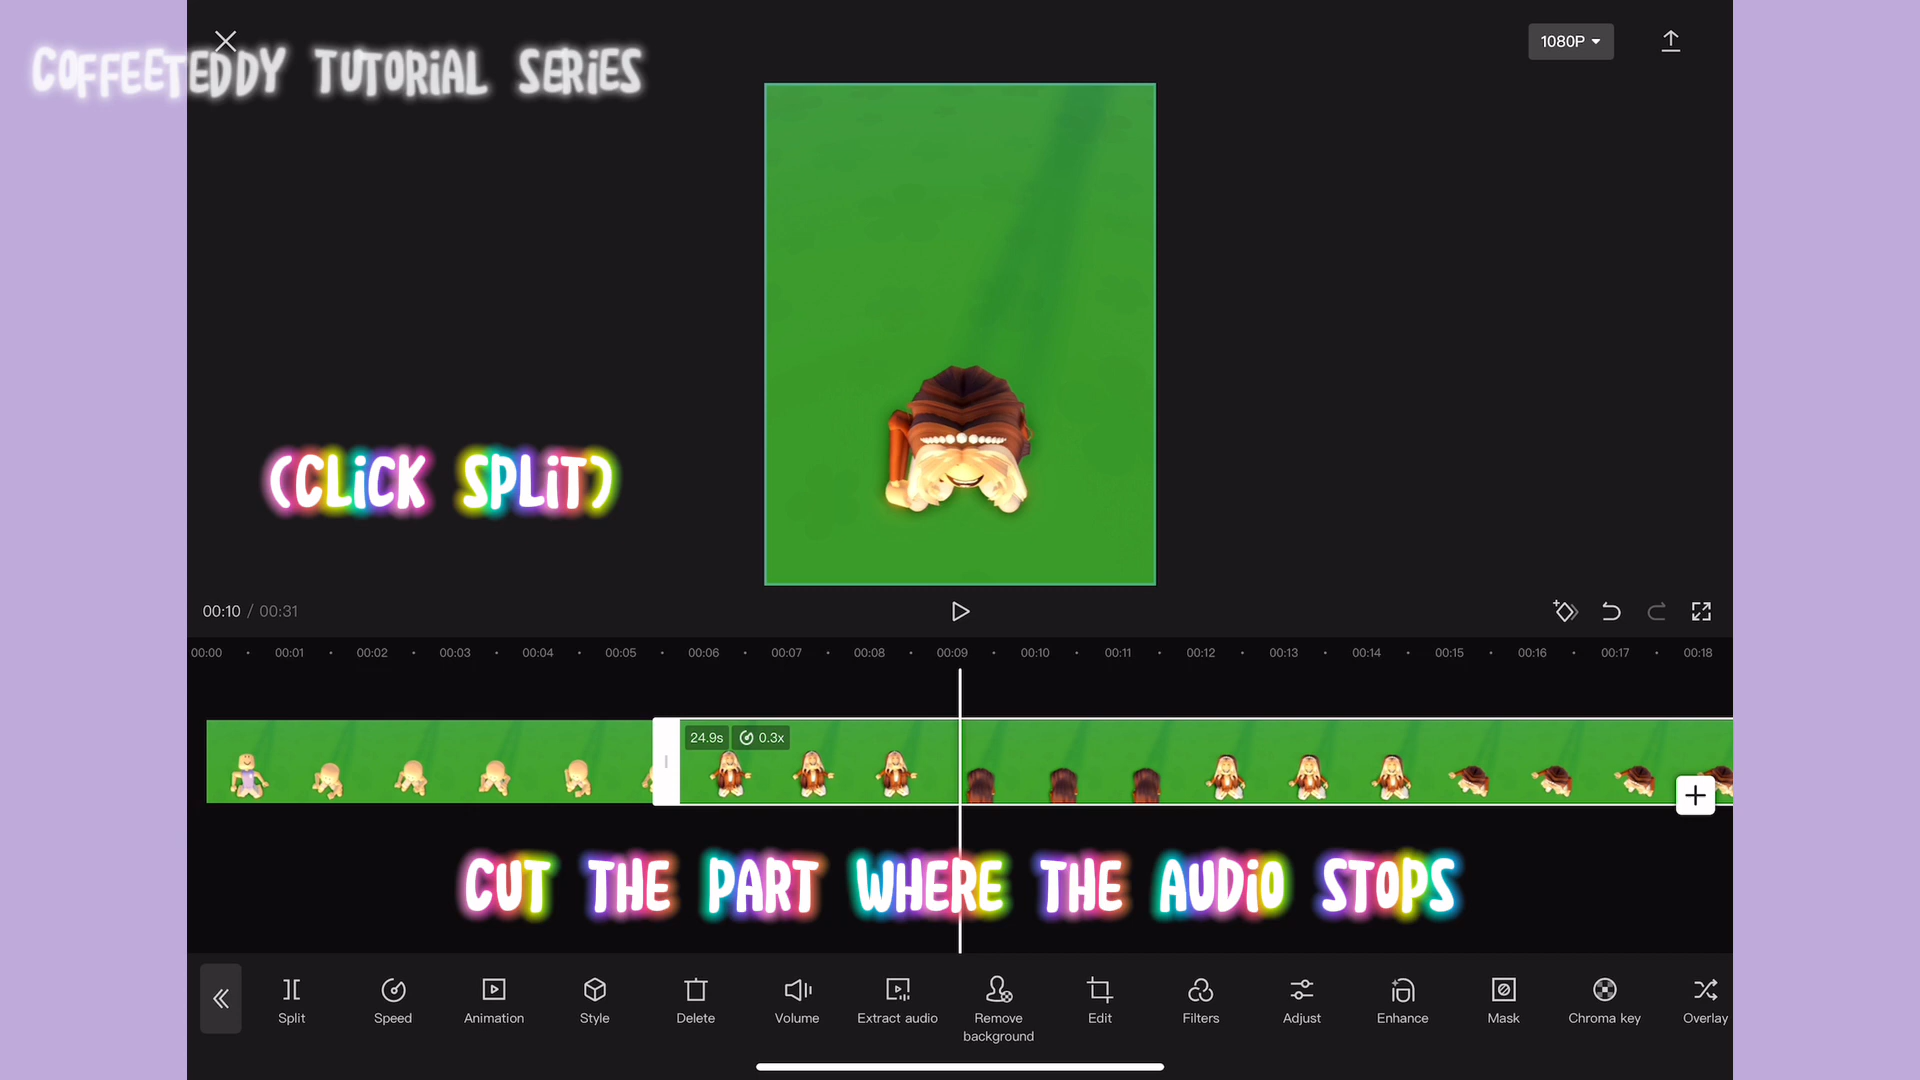 COFFEETEDDY TUTORIAL SERIES
1080P
(CLICK SPLIT)
00:10 / 00:31
00:00 00:01 00:02 00:03 00:04 00:05 00:06 00:07 00:08 00:09 00:10 00:11 00:12 00:13 00:14 00:15 00:16 00:17 00:18
24.9s 0.3x
CUT THE PART WHERE THE AUDIO STOPS
Split Speed Animation Style Delete Volume Extract audio Remove background Edit Filters Adjust Enhance Mask Chroma key Overlay